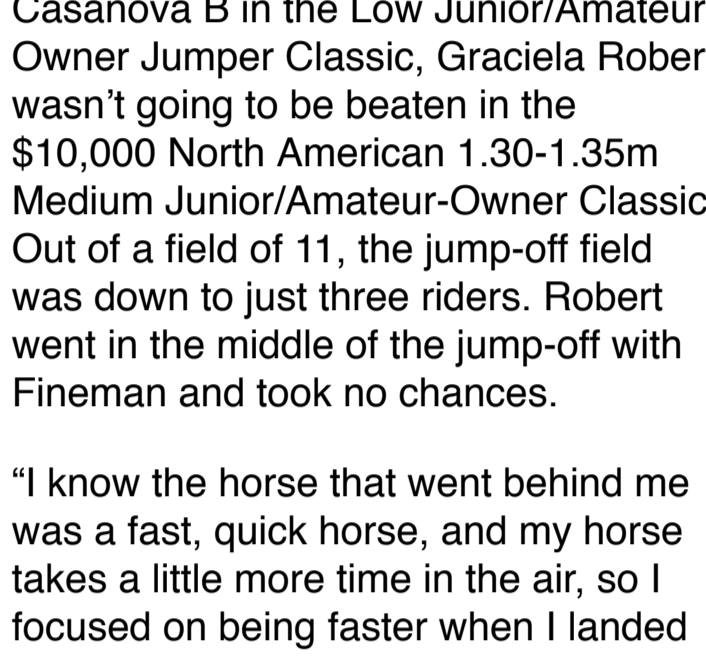 Casanova B in the Low Junior/Amateur
Owner Jumper Classic, Graciela Rober
wasn’t going to be beaten in the
$10,000 North American 1.30-1.35m
Medium Junior/Amateur-Owner Classic
Out of a field of 11, the jump-off field
was down to just three riders. Robert
went in the middle of the jump-off with
Fineman and took no chances.
“I know the horse that went behind me
was a fast, quick horse, and my horse
takes a little more time in the air, so I
focused on being faster when I landed